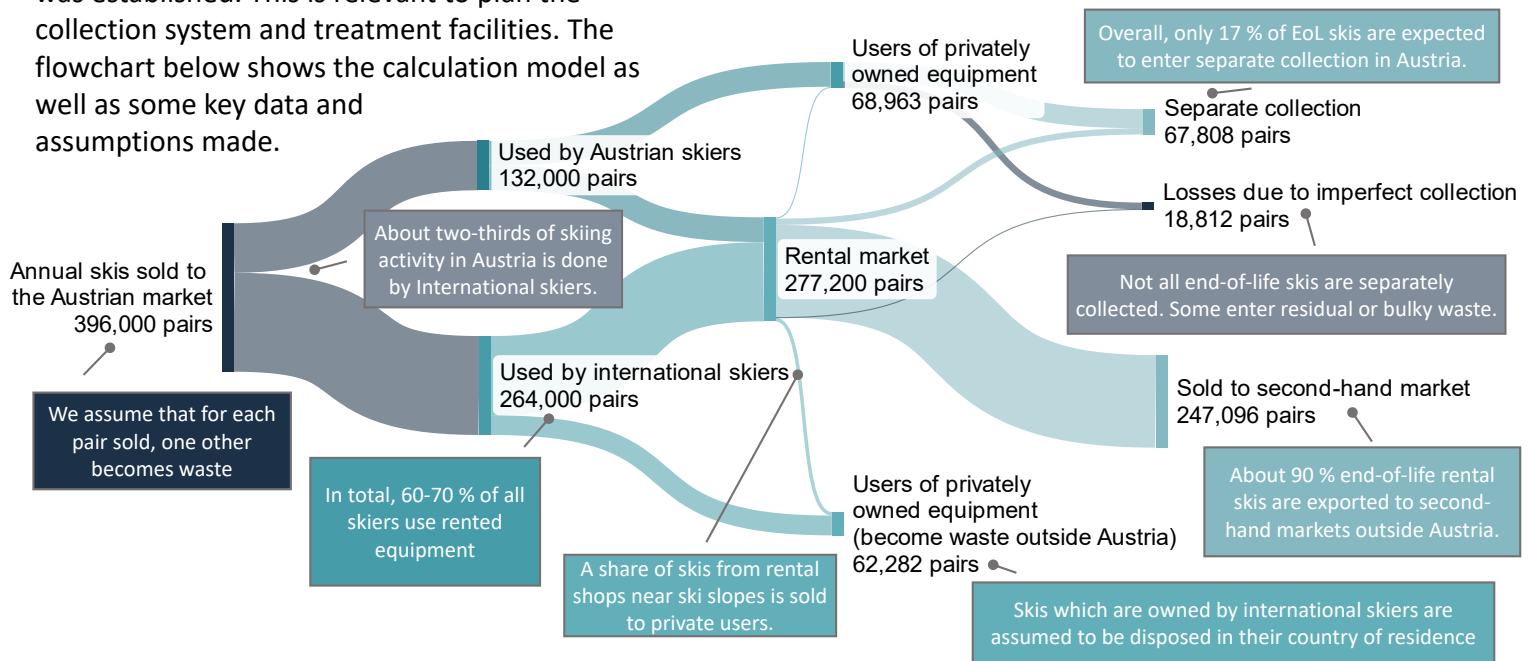 was established. This is relevant to plan the
collection system and treatment facilities. The
flowchart below shows the calculation model as
well as some key data and
assumptions made.
Annual skis sold to
the Austrian market
396,000 pairs
We assume that for each
pair sold, one other
becomes waste
Used by Austrian skiers
132,000 pairs
About two-thirds of skiing
activity in Austria is done
by International skiers.
Used by international skiers
264,000 pairs
In total, 60-70 % of all
skiers use rented
equipment
Users of privately
owned equipment
68,963 pairs
Rental market
277,200 pairs
A share of skis from rental
shops near ski slopes is sold
to private users.
Users of privately
owned equipment
(become waste outside Austria)
62,282 pairs
Skis which are owned by international skiers are
assumed to be disposed in their country of residence
Overall, only 17 % of EoL skis are expected
to enter separate collection in Austria.
Separate collection
67,808 pairs
Losses due to imperfect collection
18,812 pairs
Not all end-of-life skis are separately
collected. Some enter residual or bulky waste.
Sold to second-hand market
247,096 pairs
About 90 % end-of-life rental
skis are exported to second-
hand markets outside Austria.